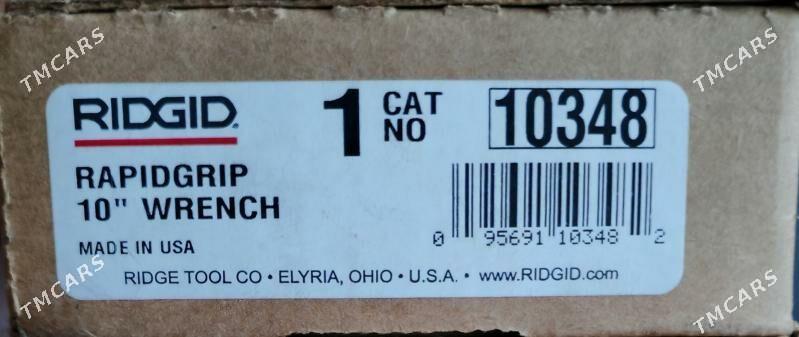 RIDGID
1
CAT
NO
10348
RAPIDGRIP
10" WRENCH
MADE IN USA
0 95691 10348 2
RIDGE TOOL CO • ELYRIA, OHIO • U.S.A. • www.RIDGID.com
TMCARS
TMCARS
TMCARS
TMCARS